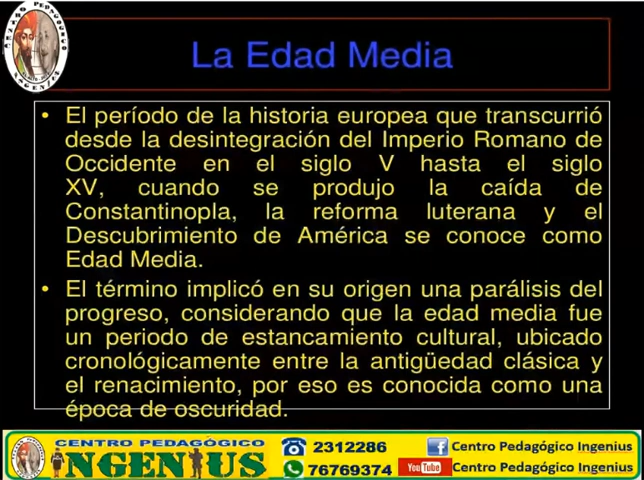 La Edad Media
• El período de la historia europea que transcurrió
desde la desintegración del Imperio Romano de
Occidente en el siglo V hasta el siglo
XV, cuando se produjo la caída de
Constantinopla, la reforma luterana y el
Descubrimiento de América se conoce como
Edad Media.
• El término implicó en su origen una parálisis del
progreso, considerando que la edad media fue
un periodo de estancamiento cultural, ubicado
cronológicamente entre la antigüedad clásica y
el renacimiento, por eso es conocida como una
época de oscuridad.
CENTRO PEDAGÓGICO
INGENIUS
2312286
76769374
Centro Pedagógico Ingenius
YouTube Centro Pedagógico Ingenius